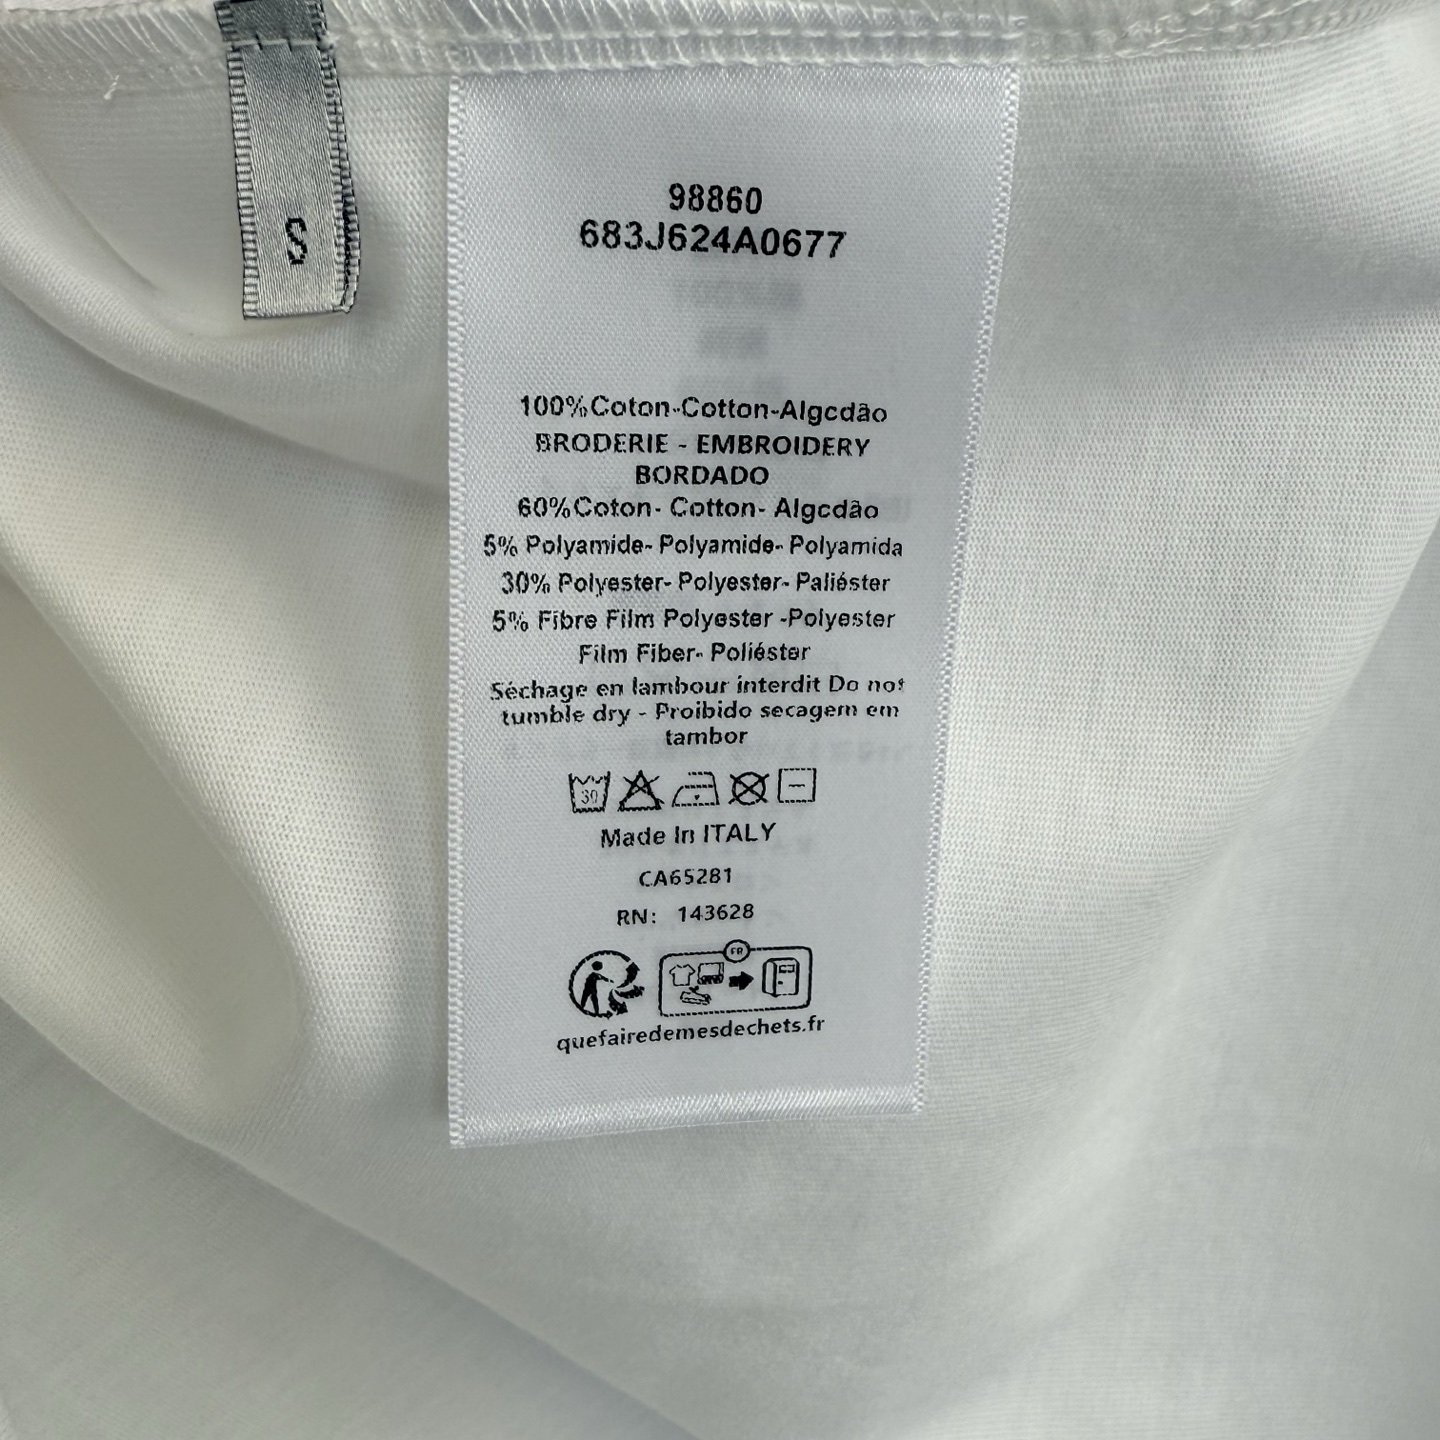 S
98860
683J624A0677
100%Coton-Cotton-Algcdão
BRODERIE - EMBROIDERY
BORDADO
60%Coton- Cotton- Algcdão
5% Polyamide- Polyamide- Polyamida
30% Polyester- Polyester- Paliéster
5% Fibre Film Polyester -Polyester
Film Fiber- Poliéster
Séchage en lambour interdit Do not
tumble dry - Proibido secagem em
tambor
30
Made In ITALY
CA65281
RN: 143628
FR
quefairedemesdechets.fr